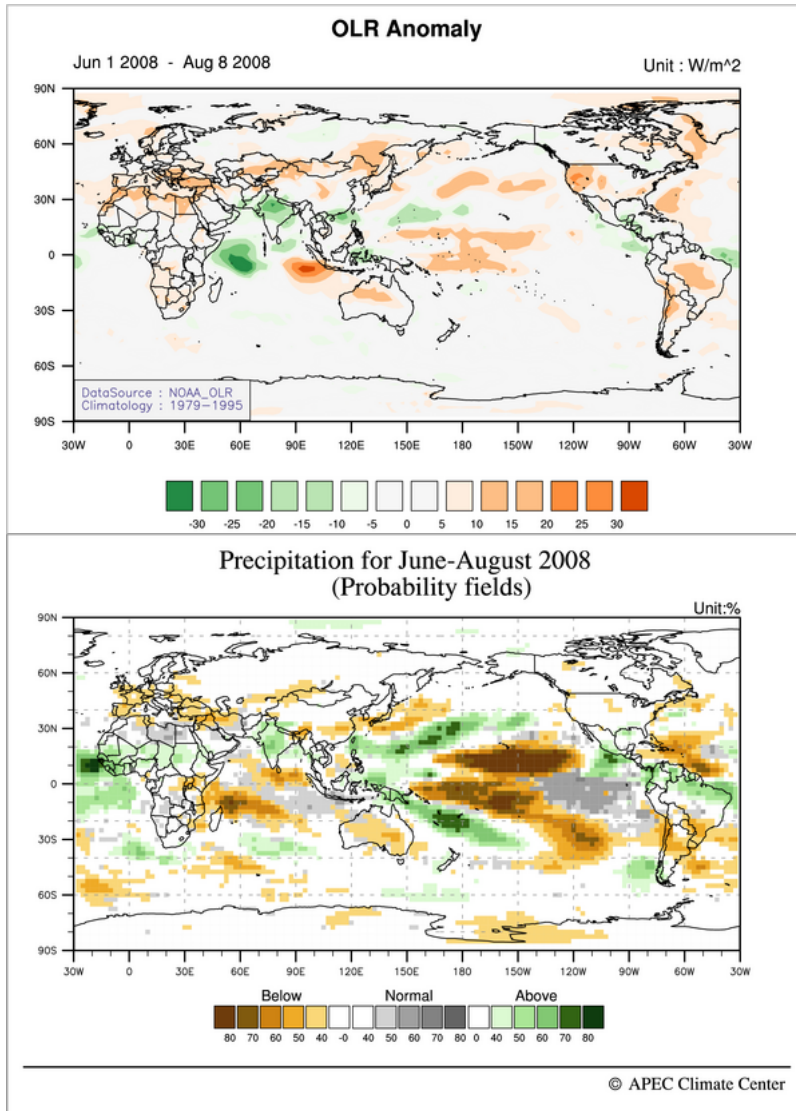 OLR Anomaly
Jun 1 2008 - Aug 8 2008 Unit : W/m^2
90N
60N
30N
0
30S
60S
90S
DataSource : NOAA_OLR
Climatology : 1979-1995
30W 0 30E 60E 90E 120E 150E 180 150W 120W 90W 60W 30W
-30 -25 -20 -15 -10 -5 0 5 10 15 20 25 30
Precipitation for June-August 2008
(Probability fields)
Unit:%
90N
60N
30N
0
30S
60S
90S
30W 0 30E 60E 90E 120E 150E 180 150W 120W 90W 60W 30W
Below Normal Above
80 70 60 50 40 -0 40 50 60 70 80 0 40 50 60 70 80
© APEC Climate Center